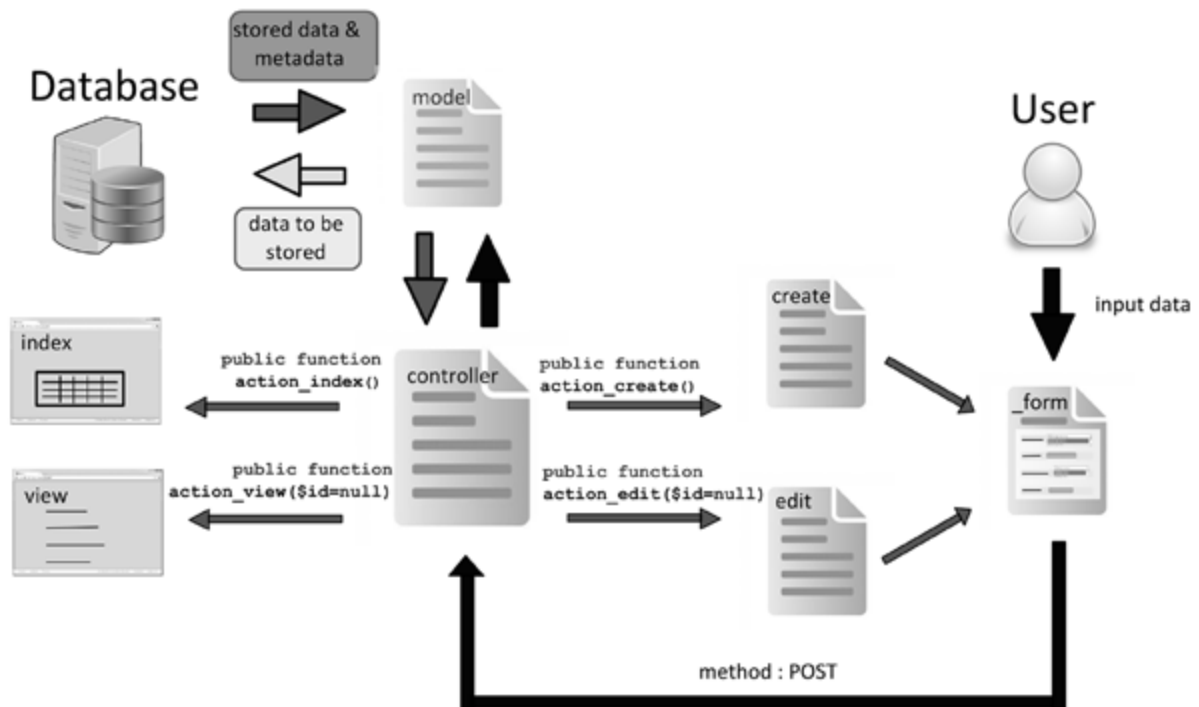 stored data &
metadata
Database
model
User
data to be
stored
create
input data
index
public function
action_index()
controller
public function
action_create()
_form
public function
action_view($id=null)
public function
action_edit($id=null)
view
edit
method : POST